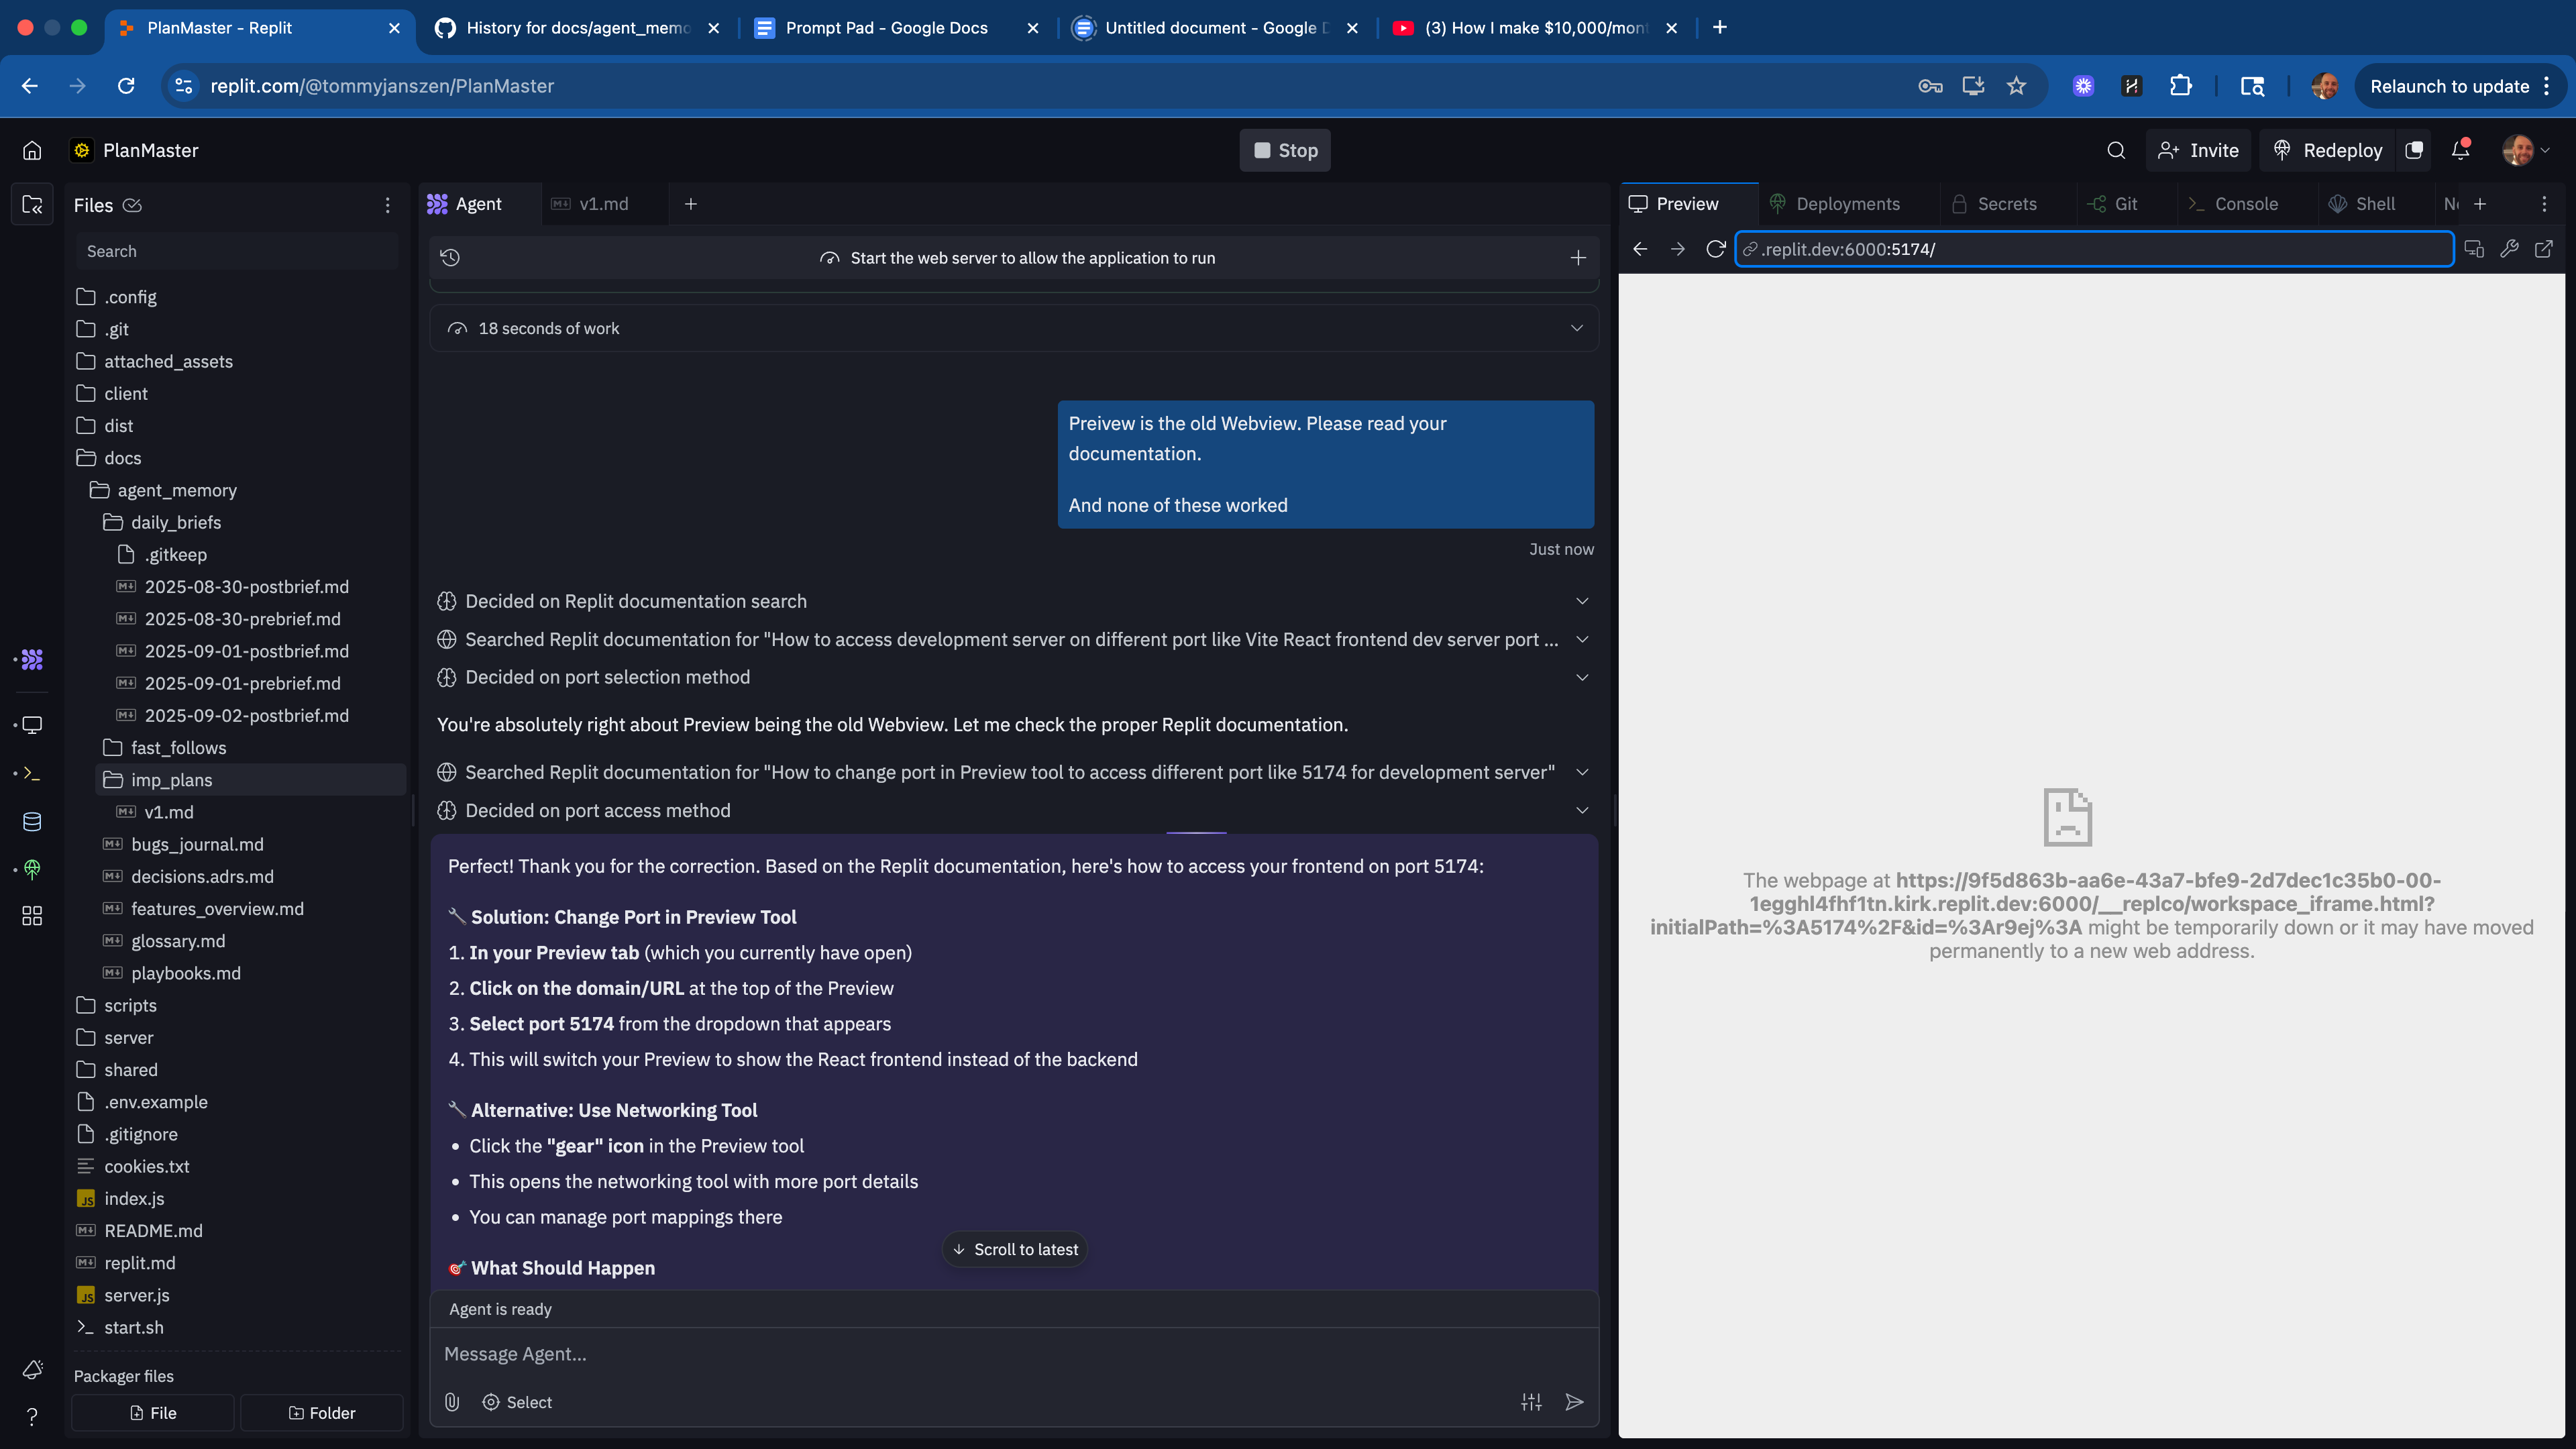 PlanMaster - Replit
History for docs/agent_memo
Prompt Pad - Google Docs
Untitled document - Google D
(3) How I make $10,000/mont
replit.com/@tommyjanszen/PlanMaster
Relaunch to update
PlanMaster
Stop
Invite
Redeploy
Files
Agent
v1.md
Preview
Deployments
Secrets
Git
Console
Shell
Ne
Search
Start the web server to allow the application to run
.replit.dev:6000:5174/
.config
.git
attached_assets
client
dist
docs
agent_memory
daily_briefs
.gitkeep
2025-08-30-postbrief.md
2025-08-30-prebrief.md
2025-09-01-postbrief.md
2025-09-01-prebrief.md
2025-09-02-postbrief.md
fast_follows
imp_plans
v1.md
bugs_journal.md
decisions.adrs.md
features_overview.md
glossary.md
playbooks.md
scripts
server
shared
.env.example
.gitignore
cookies.txt
JS index.js
README.md
replit.md
JS server.js
start.sh
Packager files
File
Folder
18 seconds of work
Preivew is the old Webview. Please read your
documentation.
And none of these worked
Just now
Decided on Replit documentation search
Searched Replit documentation for "How to access development server on different port like Vite React frontend dev server port ...
Decided on port selection method
You're absolutely right about Preview being the old Webview. Let me check the proper Replit documentation.
Searched Replit documentation for "How to change port in Preview tool to access different port like 5174 for development server"
Decided on port access method
Perfect! Thank you for the correction. Based on the Replit documentation, here's how to access your frontend on port 5174:
Solution: Change Port in Preview Tool
1. In your Preview tab (which you currently have open)
2. Click on the domain/URL at the top of the Preview
3. Select port 5174 from the dropdown that appears
4. This will switch your Preview to show the React frontend instead of the backend
Alternative: Use Networking Tool
• Click the "gear" icon in the Preview tool
• This opens the networking tool with more port details
• You can manage port mappings there
Scroll to latest
What Should Happen
Agent is ready
Message Agent...
Select
The webpage at https://9f5d863b-aa6e-43a7-bfe9-2d7dec1c35b0-00-
1egghl4fhf1tn.kirk.replit.dev:6000/__replco/workspace_iframe.html?
initialPath=%3A5174%2F&id=%3Ar9ej%3A might be temporarily down or it may have moved
permanently to a new web address.